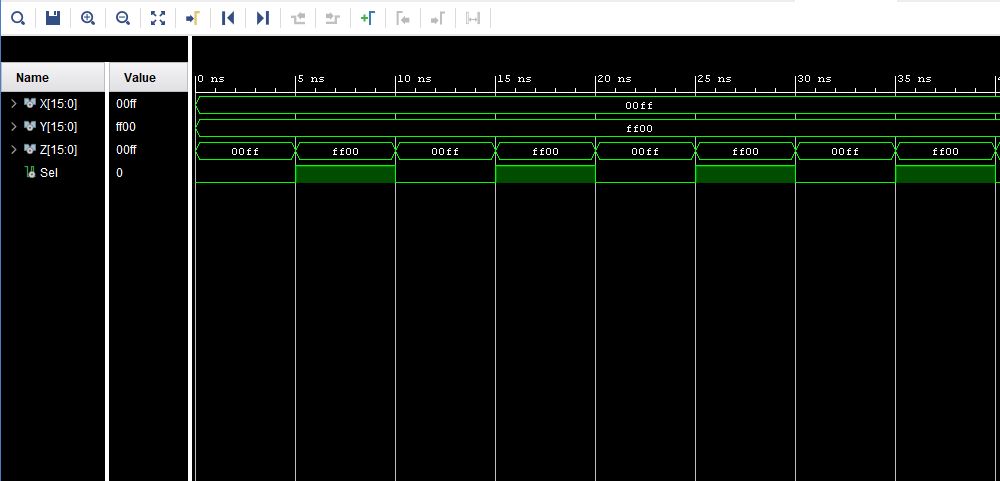 0 ns 5 ns 10 ns 15 ns 20 ns 25 ns 30 ns 35 ns
Name Value
X[15:0] 00ff 00ff
Y[15:0] ff00 ff00
Z[15:0] 00ff 00ff ff00 00ff ff00 00ff ff00 00ff ff00
Sel 0